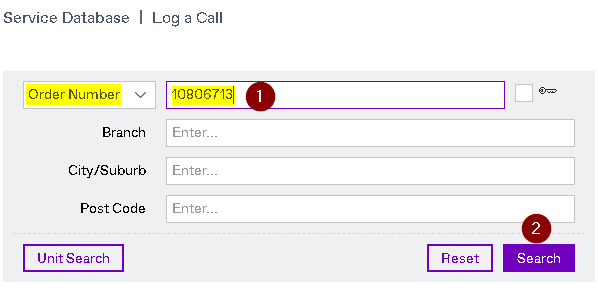 Service Database | Log a Call
Order Number 10806713 1
Branch Enter...
City/Suburb Enter...
Post Code Enter...
2
Unit Search Reset Search